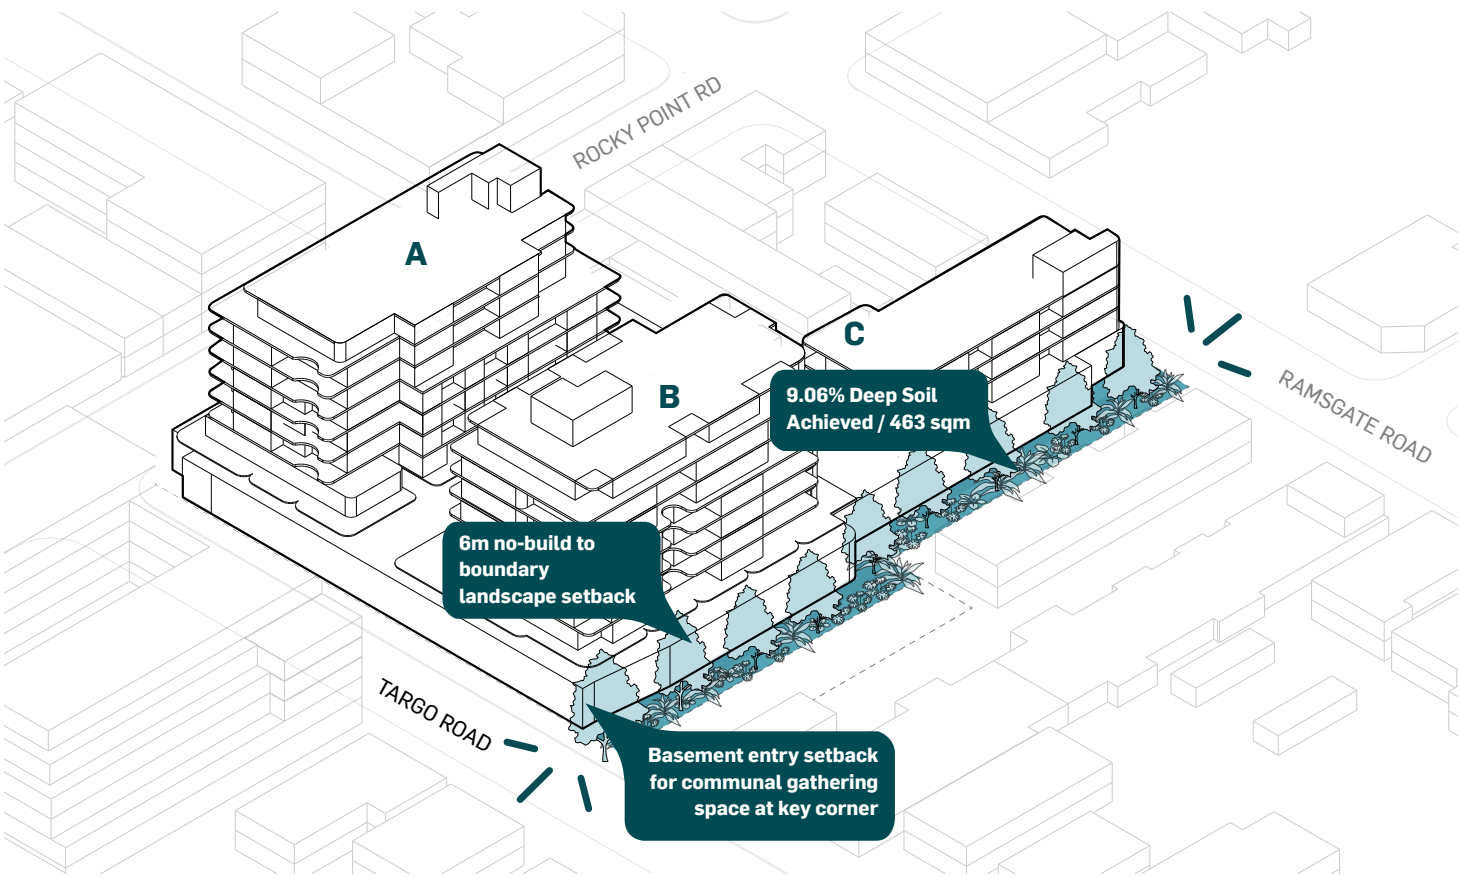 ROCKY POINT RD
A
C
B
9.06% Deep Soil
Achieved / 463 sqm
RAMSGATE ROAD
6m no-build to
boundary
landscape setback
TARGO ROAD
Basement entry setback
for communal gathering
space at key corner